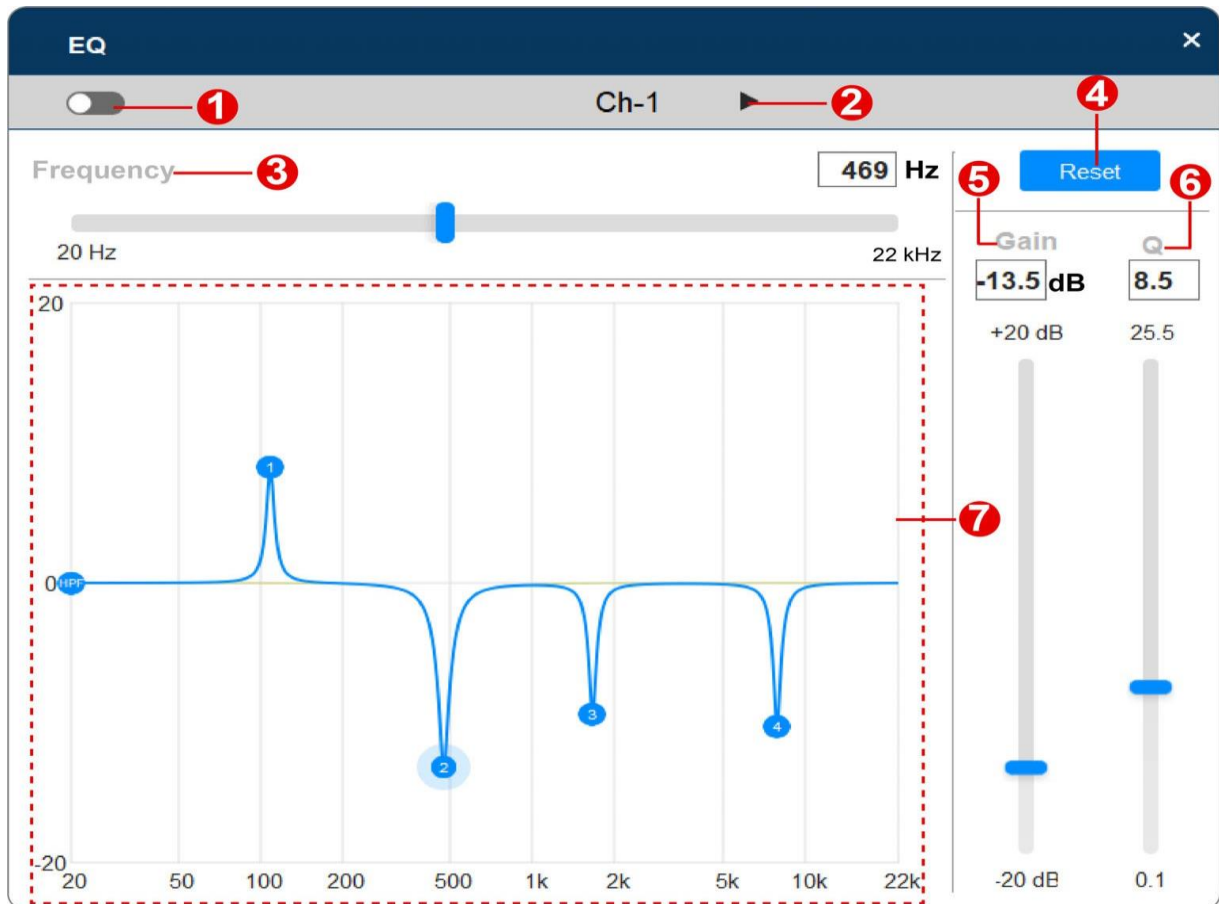 EQ ×
1 Ch-1 2 4
Frequency 3 469 Hz
5 Reset 6
20 Hz 22 kHz
Gain Q
-13.5 dB 8.5
+20 dB 25.5
20
1
7
0 HPF
3
4
2
-20
20 50 100 200 500 1k 2k 5k 10k 22k
-20 dB 0.1